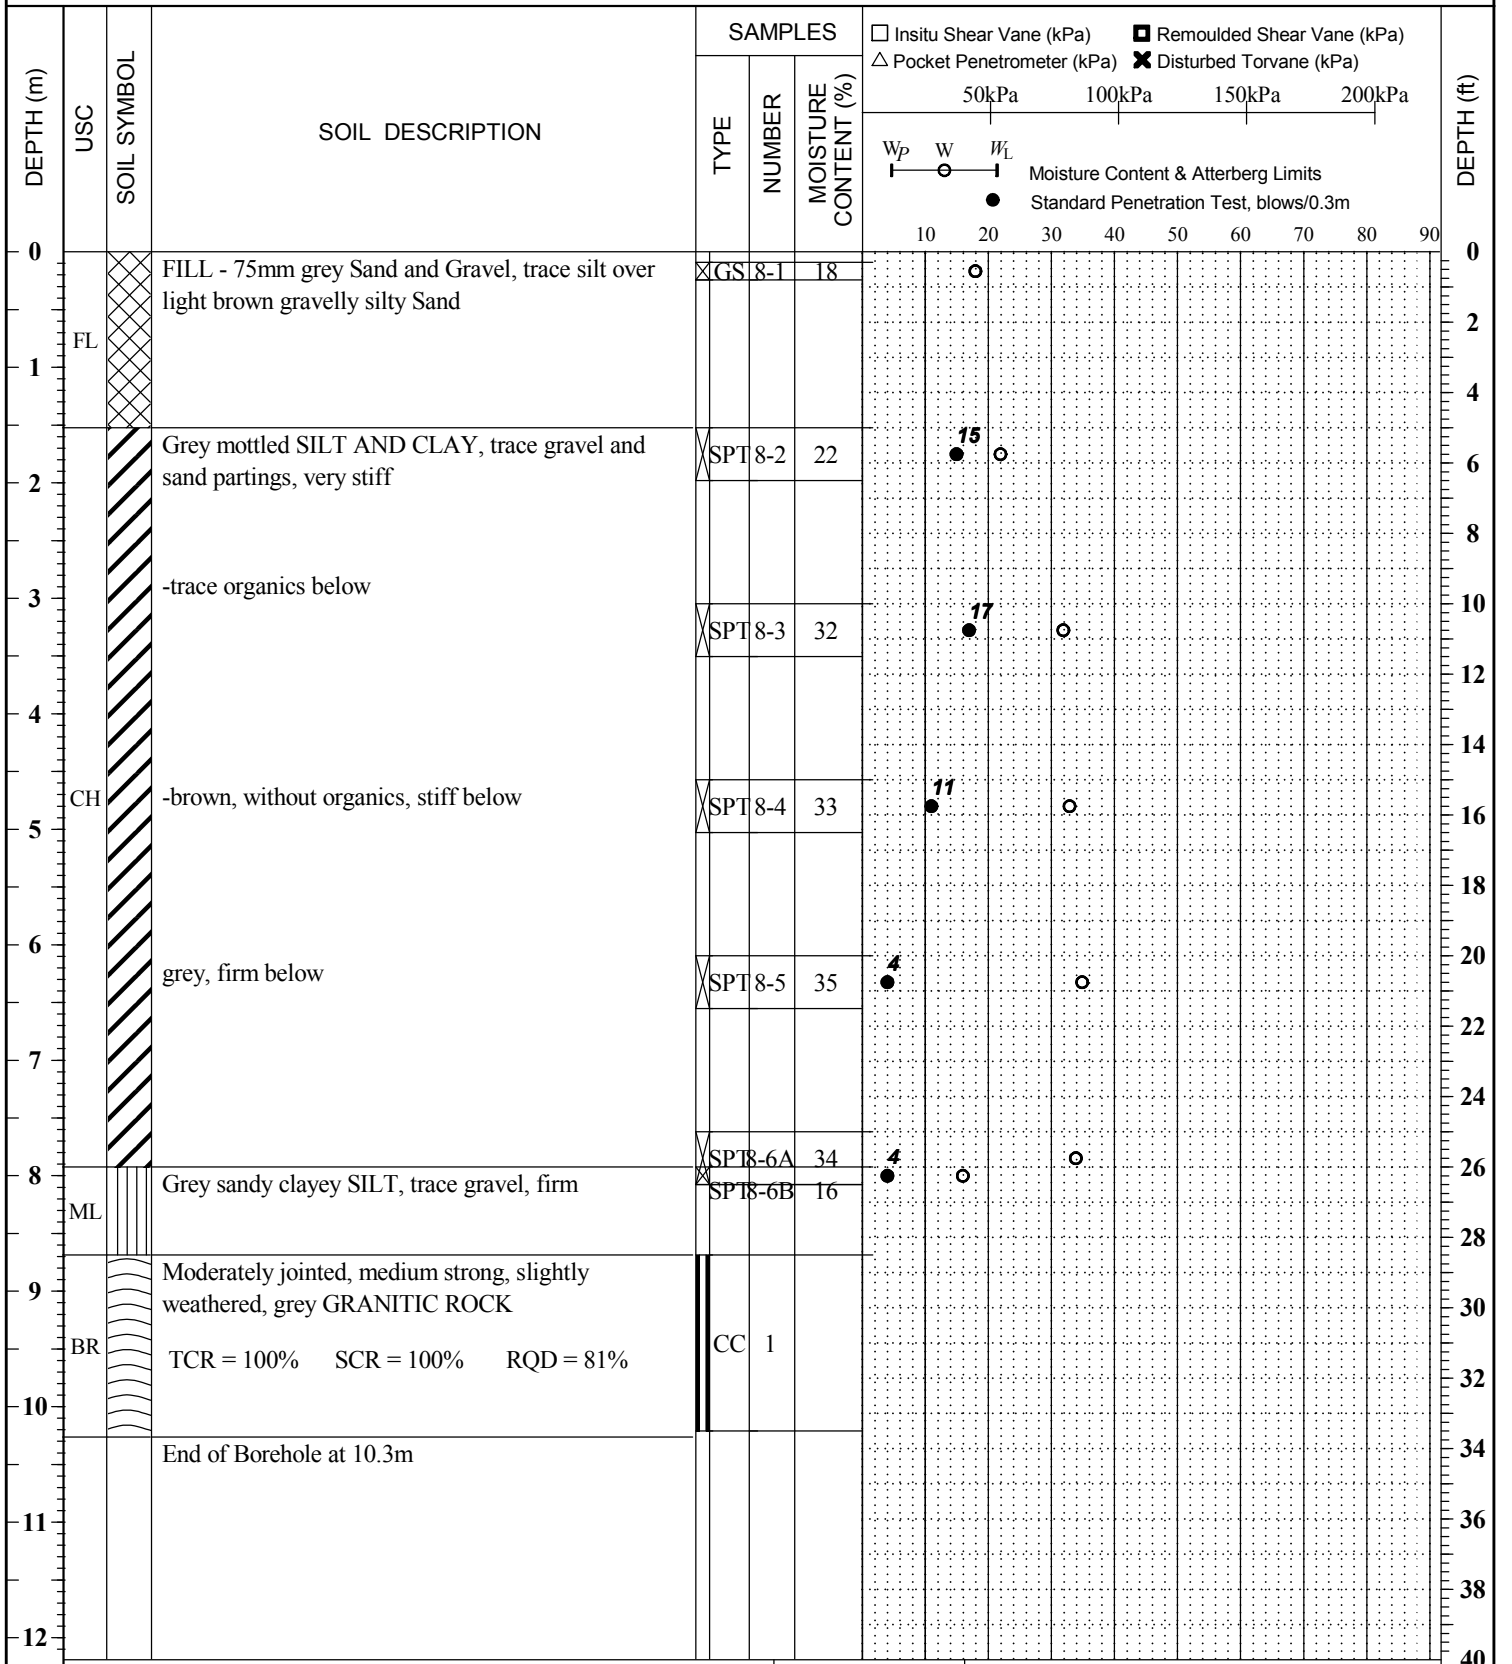 DEPTH (m)
USC
SOIL SYMBOL
SOIL DESCRIPTION
SAMPLES
TYPE
NUMBER
MOISTURE
CONTENT (%)
Insitu Shear Vane (kPa)
Remoulded Shear Vane (kPa)
Pocket Penetrometer (kPa)
Disturbed Torvane (kPa)
50kPa 100kPa 150kPa 200kPa
WP W WL
Moisture Content & Atterberg Limits
Standard Penetration Test, blows/0.3m
10 20 30 40 50 60 70 80 90
DEPTH (ft)
0
1
2
3
4
5
6
7
8
9
10
11
12
FL
FILL - 75mm grey Sand and Gravel, trace silt over
light brown gravelly silty Sand
GS 8-1 18
CH
Grey mottled SILT AND CLAY, trace gravel and
sand partings, very stiff
SPT 8-2 22
15
-trace organics below
SPT 8-3 32
17
-brown, without organics, stiff below
SPT 8-4 33
11
grey, firm below
SPT 8-5 35
4
SPT 8-6A 34
4
ML
Grey sandy clayey SILT, trace gravel, firm
SPT 8-6B 16
BR
Moderately jointed, medium strong, slightly
weathered, grey GRANITIC ROCK
TCR = 100% SCR = 100% RQD = 81%
CC 1
End of Borehole at 10.3m
0
2
4
6
8
10
12
14
16
18
20
22
24
26
28
30
32
34
36
38
40